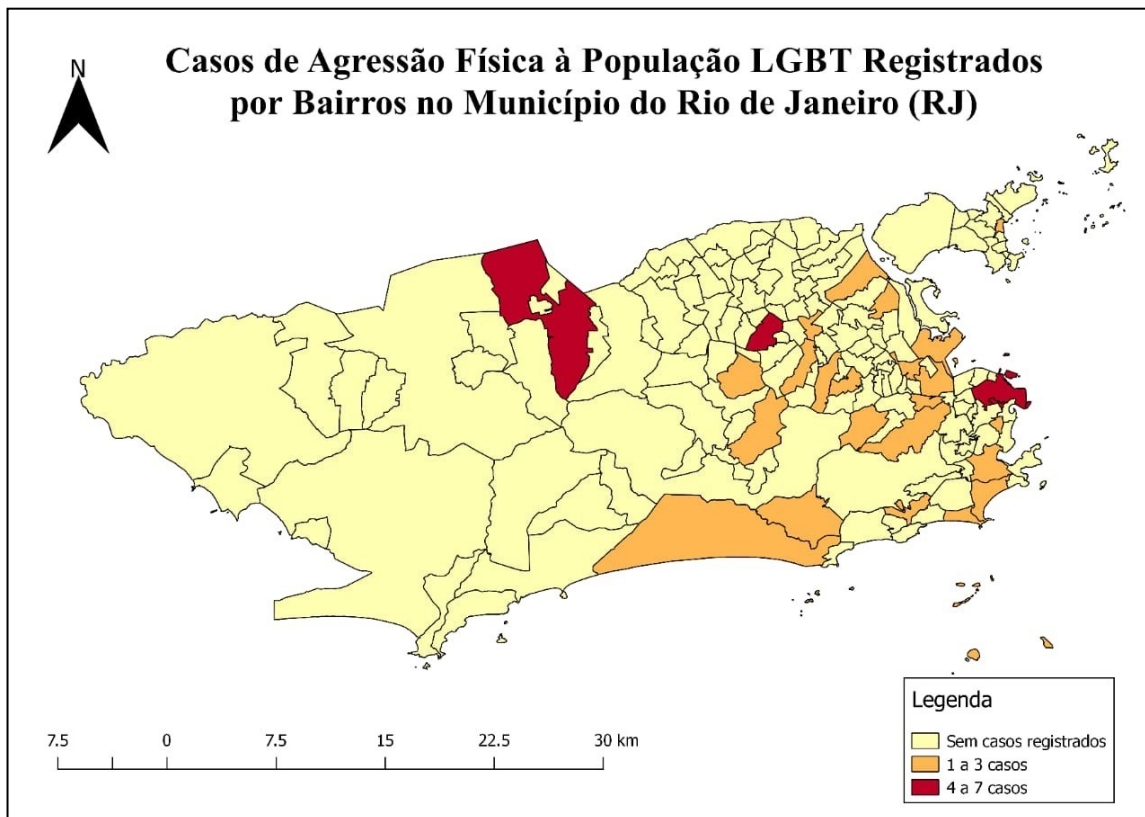 Casos de Agressão Física à População LGBT Registrados
por Bairros no Município do Rio de Janeiro (RJ)
N
Legenda
Sem casos registrados
1 a 3 casos
4 a 7 casos
7.5 0 7.5 15 22.5 30 km